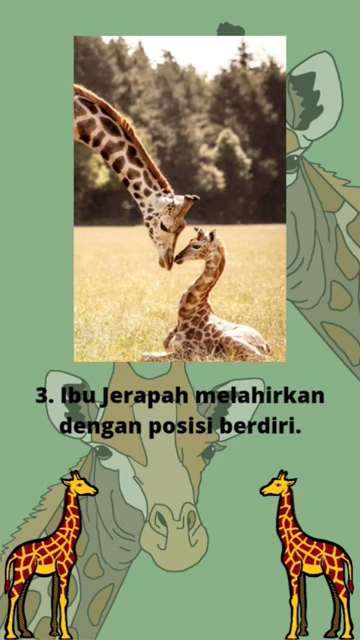 3. Ibu Jerapah melahirkan
dengan posisi berdiri.